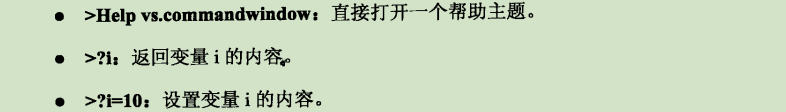 ● >Help vs.commandwindow：直接打开一个帮助主题。
● >?i：返回变量 i 的内容。
● >?i=10：设置变量 i 的内容。